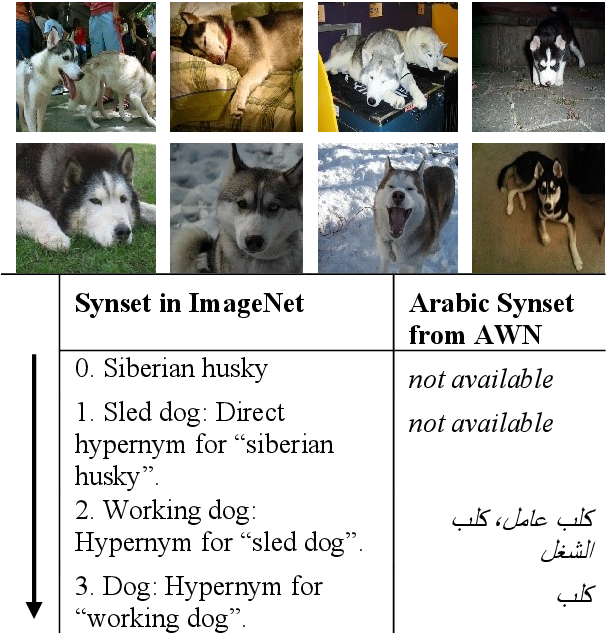 Synset in ImageNet
Arabic Synset
from AWN
0. Siberian husky
not available
1. Sled dog: Direct
hypernym for “siberian
husky”.
not available
2. Working dog:
Hypernym for “sled dog”.
كلب عامل، كلب
الشغل
3. Dog: Hypernym for
“working dog”.
كلب